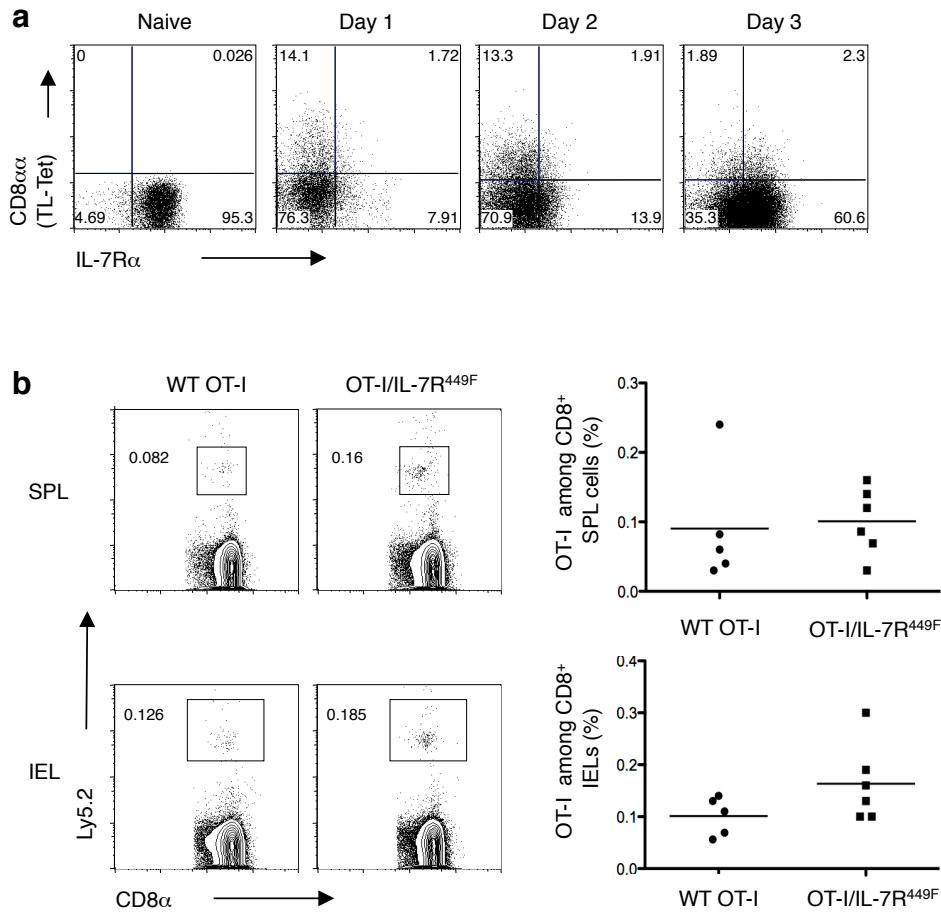 a
Naive
Day 1
Day 2
Day 3
0
0.026
4.69
95.3
14.1
1.72
76.3
7.91
13.3
1.91
70.9
13.9
1.89
2.3
35.3
60.6
CD8αα
(TL-Tet)
IL-7Rα
b
WT OT-I
OT-I/IL-7R449F
SPL
0.082
0.16
IEL
0.126
0.185
Ly5.2
CD8α
OT-I among CD8+
SPL cells (%)
0.3
0.2
0.1
0.0
WT OT-I
OT-I/IL-7R449F
OT-I among CD8+
IELs (%)
0.4
0.3
0.2
0.1
0.0
WT OT-I
OT-I/IL-7R449F